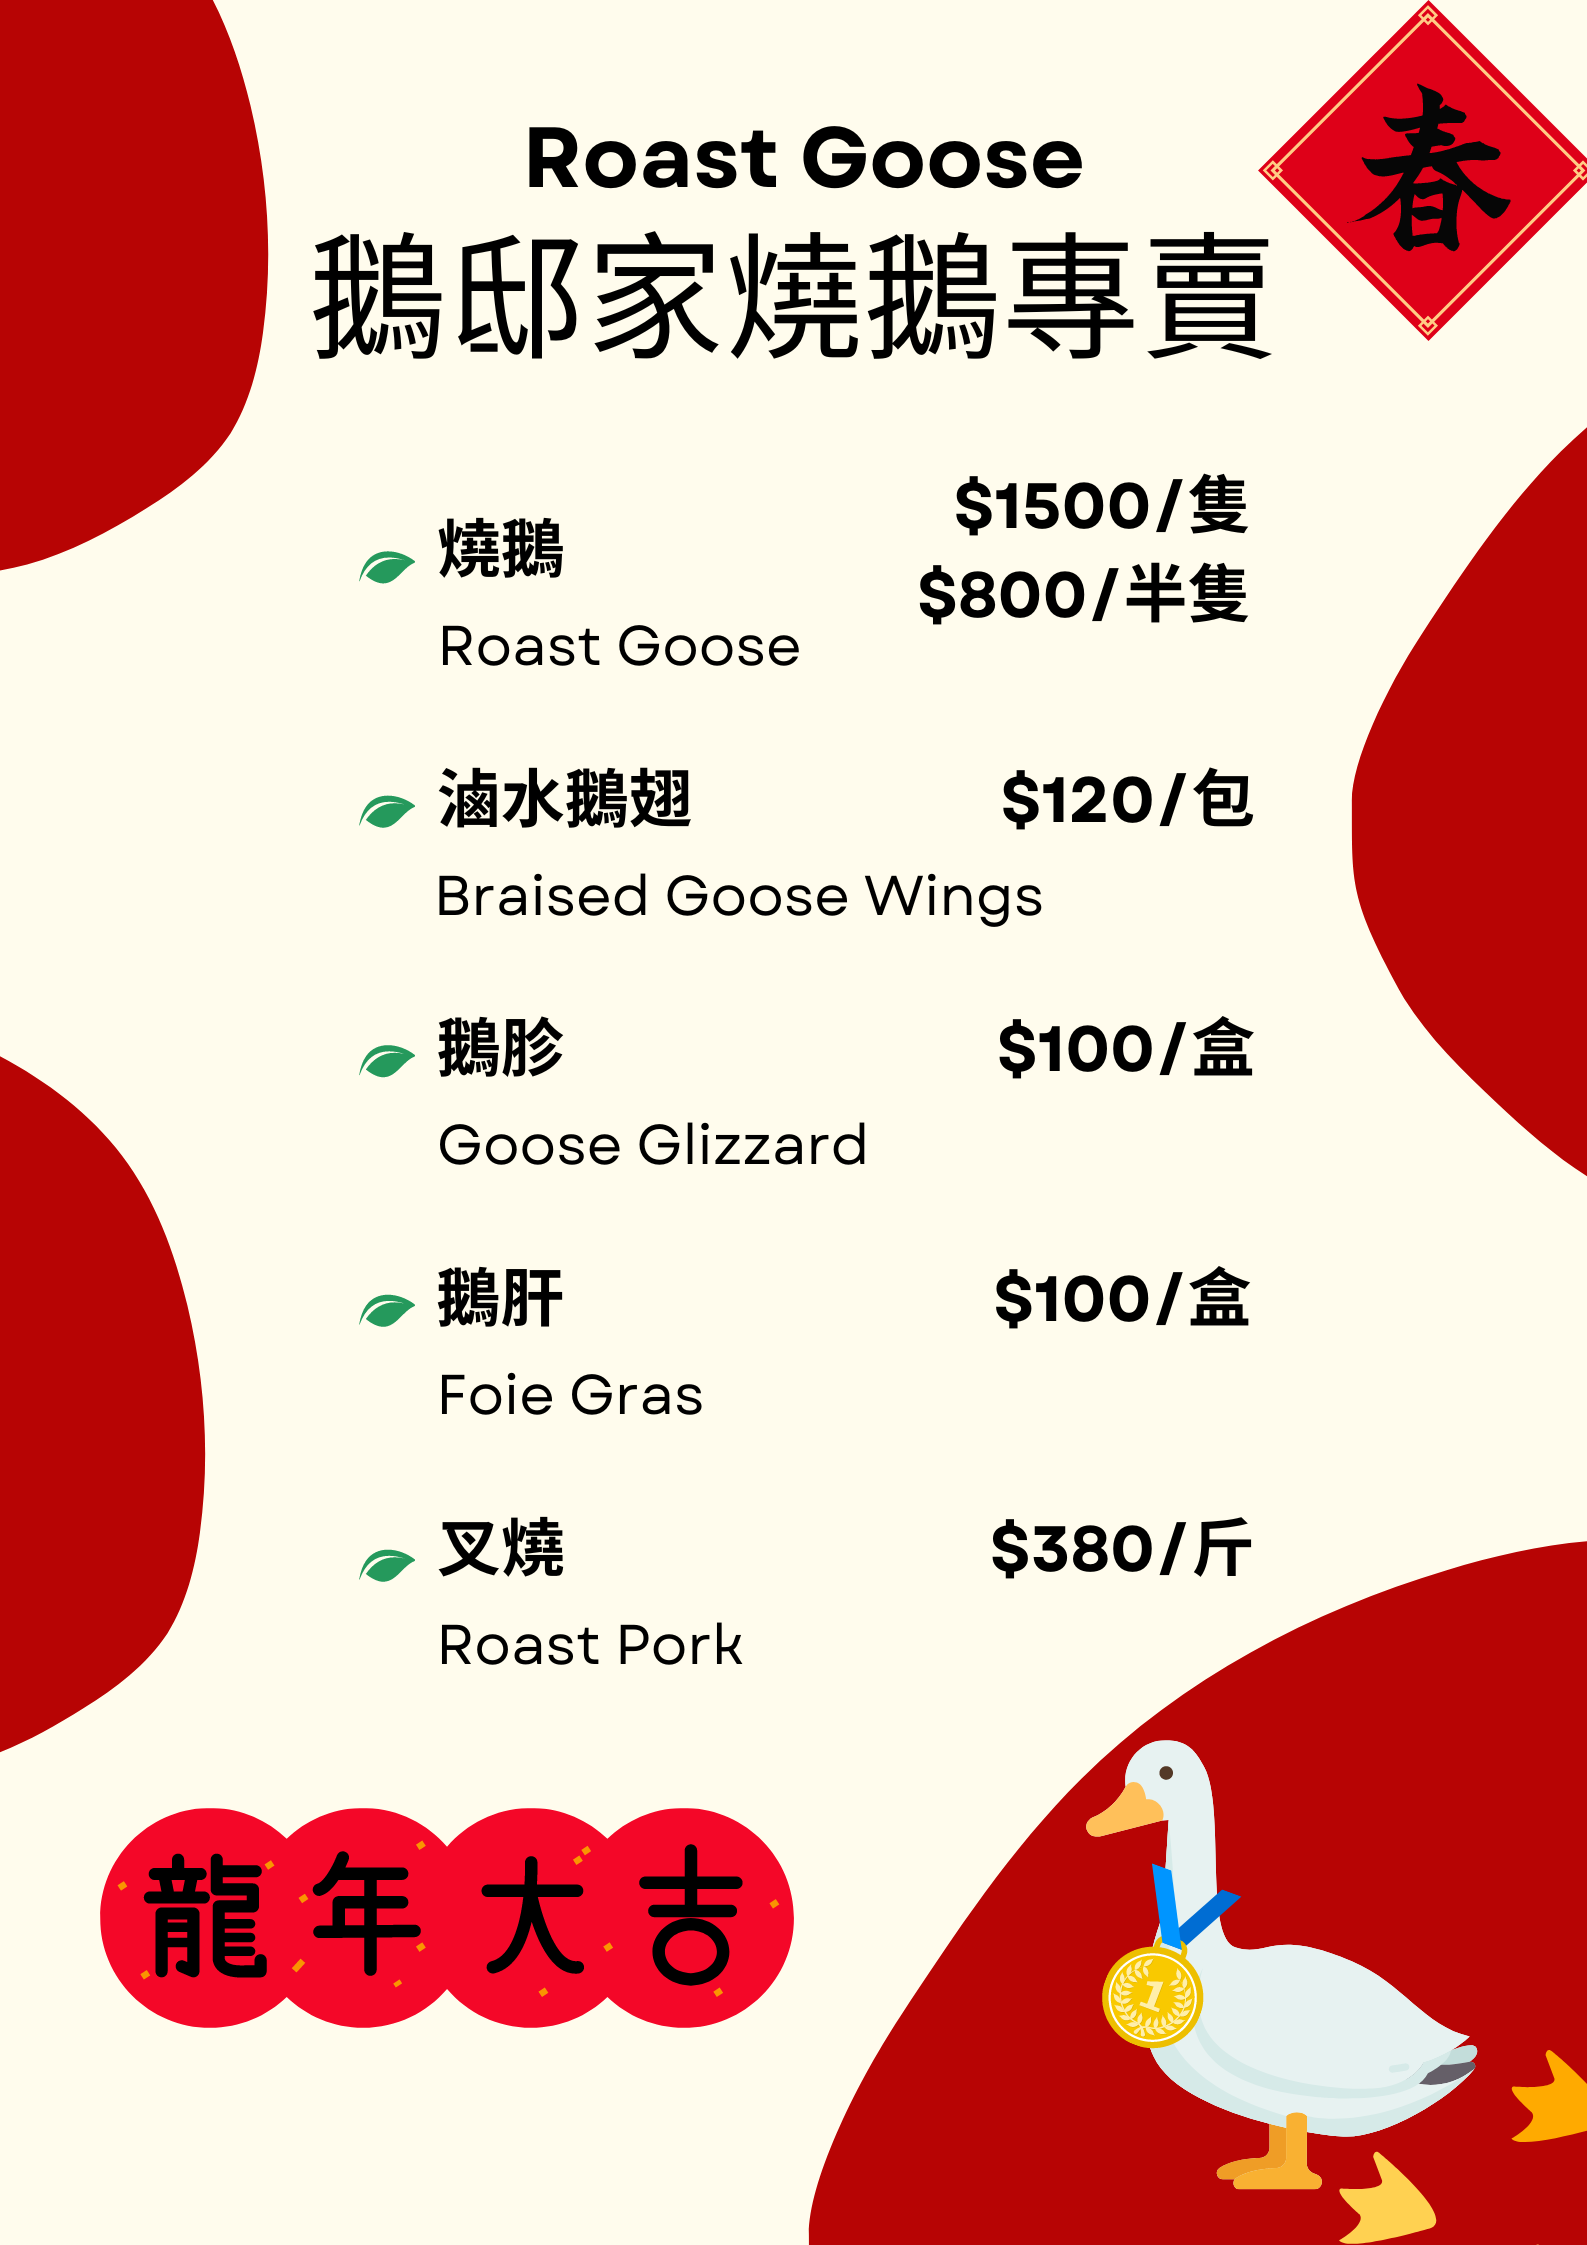 春
Roast Goose
鵝邸家燒鵝專賣
燒鵝
$1500/隻
$800/半隻
Roast Goose
滷水鵝翅 $120/包
Braised Goose Wings
鵝胗 $100/盒
Goose Glizzard
鵝肝 $100/盒
Foie Gras
叉燒 $380/斤
Roast Pork
龍年大吉
1